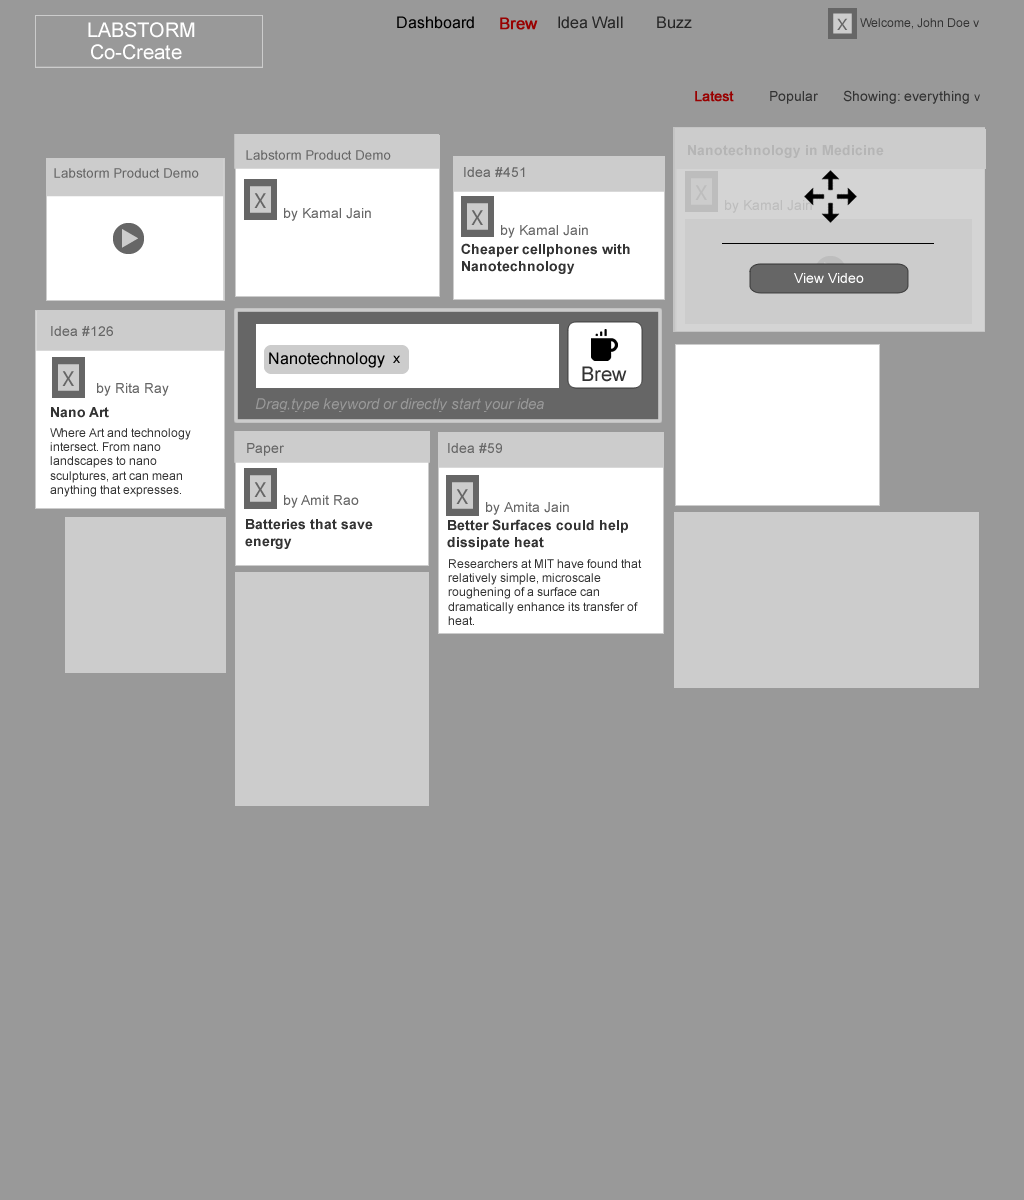 LABSTORM
Co-Create
Dashboard Brew Idea Wall Buzz
X Welcome, John Doe v
Latest Popular Showing: everything v
Labstorm Product Demo
Labstorm Product Demo
X by Kamal Jain
Idea #451
X by Kamal Jain
Cheaper cellphones with
Nanotechnology
Nanotechnology in Medicine
X by Kamal Jain
View Video
Idea #126
X by Rita Ray
Nano Art
Where Art and technology
intersect. From nano
landscapes to nano
sculptures, art can mean
anything that expresses.
Nanotechnology x
Brew
Drag,type keyword or directly start your idea
Paper
X by Amit Rao
Batteries that save
energy
Idea #59
X by Amita Jain
Better Surfaces could help
dissipate heat
Researchers at MIT have found that
relatively simple, microscale
roughening of a surface can
dramatically enhance its transfer of
heat.